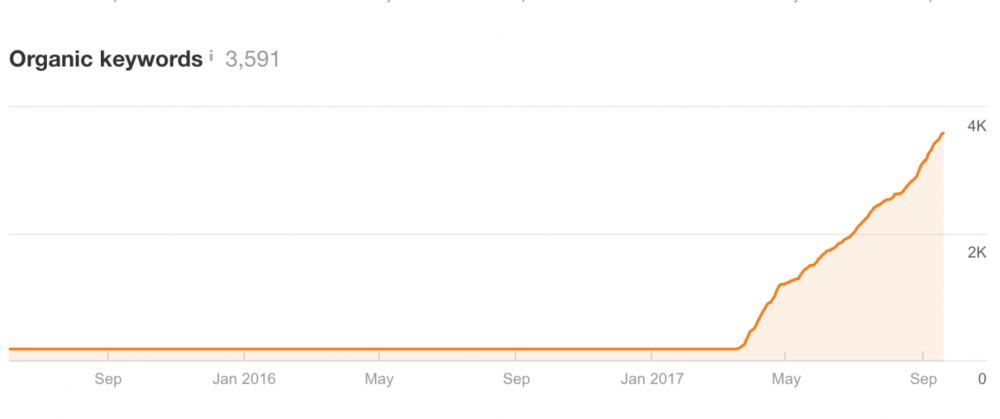 Organic keywords i 3,591
4K
2K
Sep Jan 2016 May Sep Jan 2017 May Sep 0